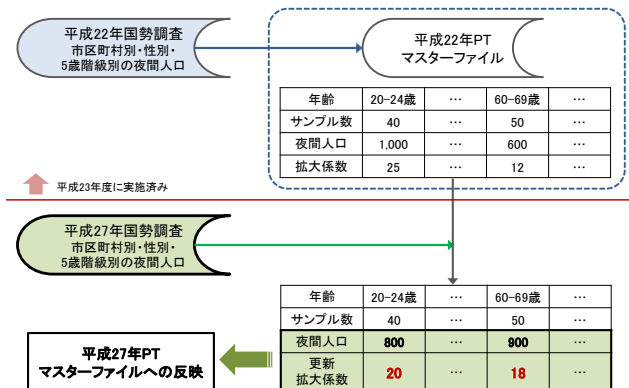 平成22年国勢調査
市区町村別・性別・
5歳階級別の夜間人口
平成22年PT
マスターファイル
年齢 20-24歳 … 60-69歳 …
サンプル数 40 … 50 …
夜間人口 1,000 … 600 …
拡大係数 25 … 12 …
平成23年度に実施済み
平成27年国勢調査
市区町村別・性別・
5歳階級別の夜間人口
年齢 20-24歳 … 60-69歳 …
サンプル数 40 … 50 …
夜間人口 800 … 900 …
更新
拡大係数 20 … 18 …
平成27年PT
マスターファイルへの反映